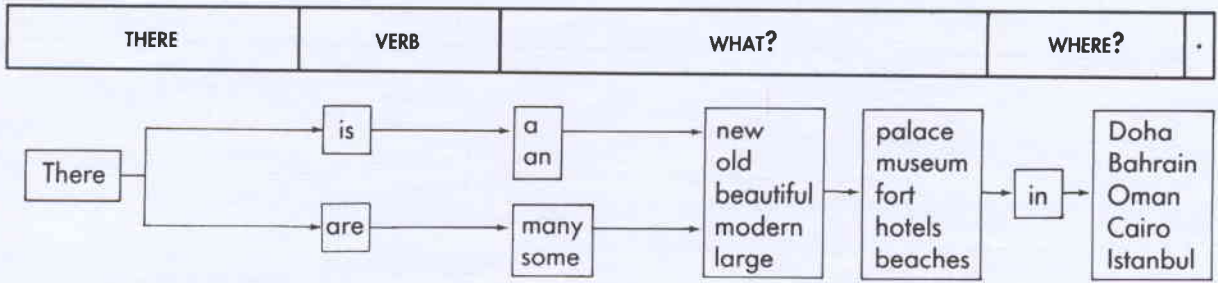 THERE VERB WHAT? WHERE? .
There
is
are
a
an
many
some
new
old
beautiful
modern
large
palace
museum
fort
hotels
beaches
in
Doha
Bahrain
Oman
Cairo
Istanbul